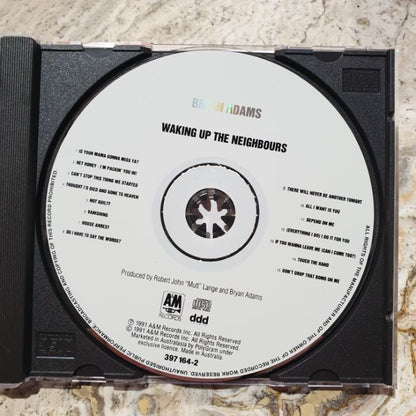 BRYAN ADAMS
WAKING UP THE NEIGHBOURS
IS YOUR MAMA GONNA MISS YA?
HEY HONEY - I'M PACKIN' YOU IN!
CAN'T STOP THIS THING WE STARTED
THOUGHT I'D DIED AND GONE TO HEAVEN
NOT GUILTY
VANISHING
HOUSE ARREST
DO I HAVE TO SAY THE WORDS?
THERE WILL NEVER BE ANOTHER TONIGHT
ALL I WANT IS YOU
DEPEND ON ME
(EVERYTHING I DO) I DO IT FOR YOU
IF YOU WANNA LEAVE ME (CAN I COME TOO?)
TOUCH THE HAND
DON'T DROP THAT BOMB ON ME
Produced by Robert John "Mutt" Lange and Bryan Adams
A&M
RECORDS
COMPACT
disc
DIGITAL AUDIO
ddd
℗ 1991 A&M Records Inc. All Rights Reserved
© 1991 A&M Records Inc. All Rights Reserved
Marketed in Australasia by PolyGram under
exclusive licence. Made in Australia
397 164-2
ALL RIGHTS OF THE MANUFACTURER AND OF THE OWNER OF THE RECORDED WORK RESERVED. UNAUTHORISED PUBLIC PERFORMANCE, BROADCASTING AND COPYING OF THIS RECORD PROHIBITED.